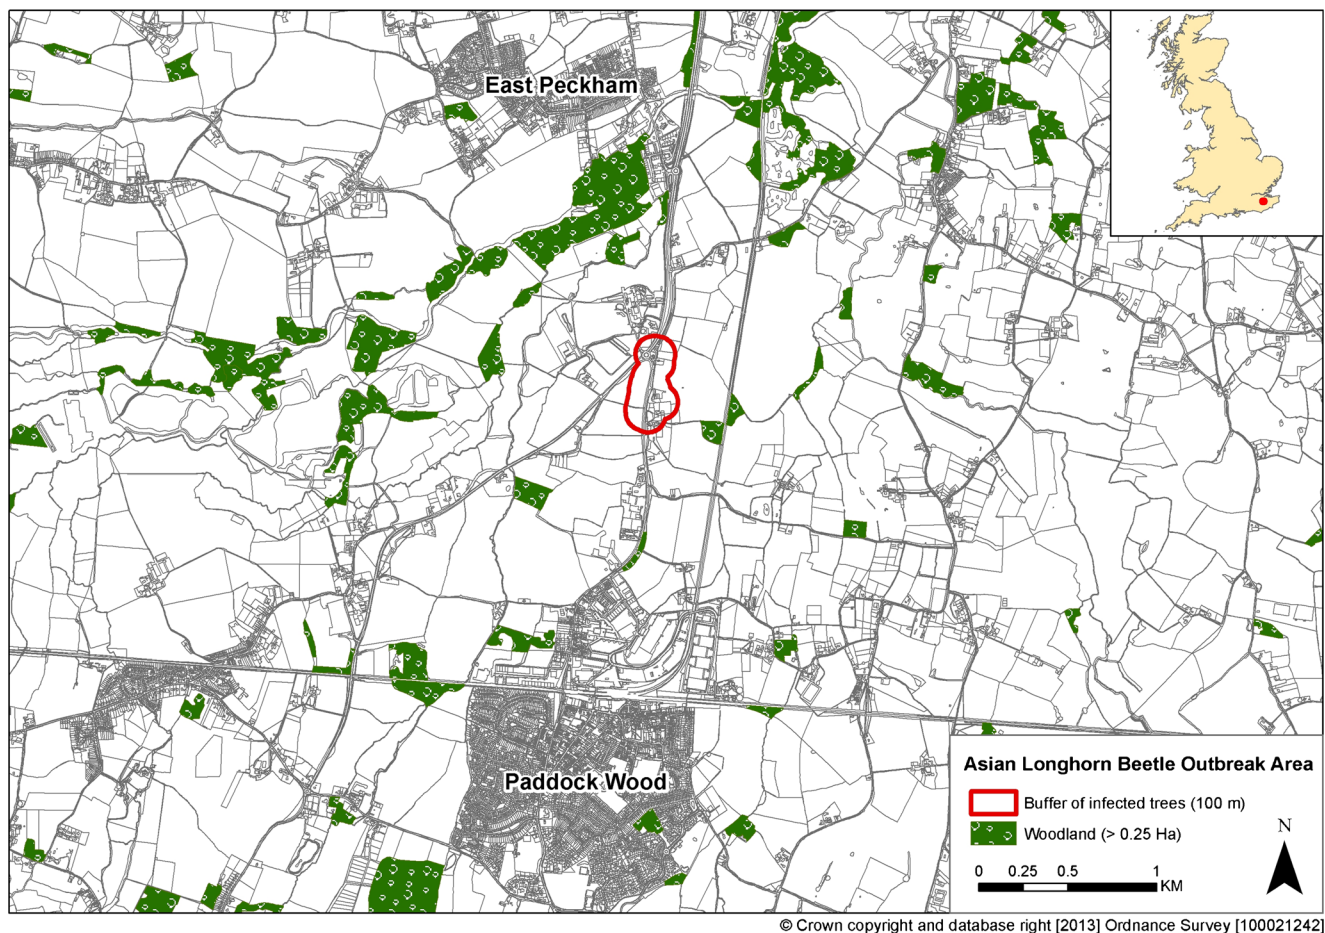 East Peckham
Paddock Wood
Asian Longhorn Beetle Outbreak Area
Buffer of infected trees (100 m)
Woodland (> 0.25 Ha)
N
0 0.25 0.5 1
KM
© Crown copyright and database right [2013] Ordnance Survey [100021242]